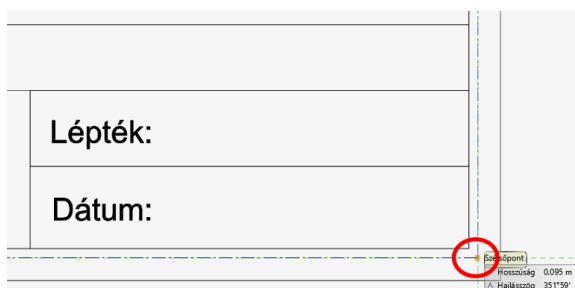 Lépték:
Dátum:
Szélsőpont
Hosszúság 0.095 m
Hajlásszög 351°59'